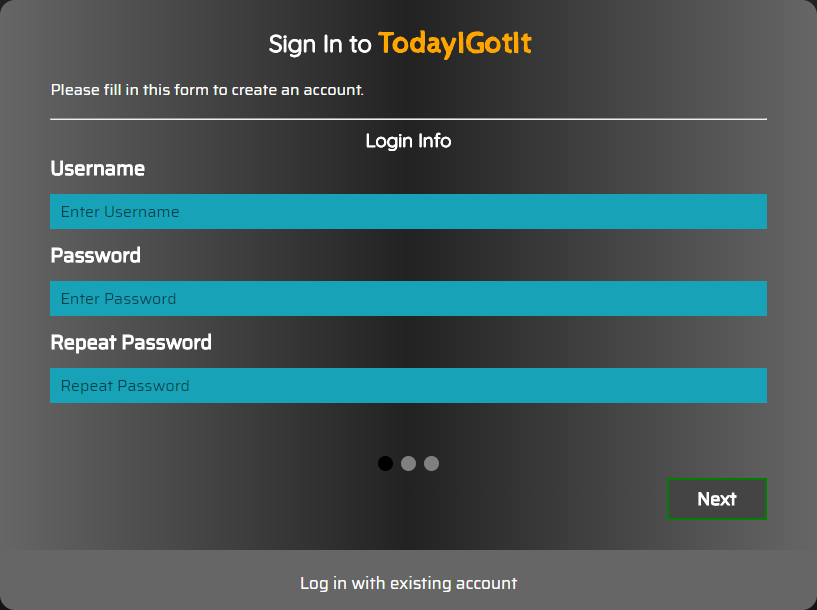 Sign In to TodayIGotIt
Please fill in this form to create an account.
Login Info
Username
Enter Username
Password
Enter Password
Repeat Password
Repeat Password
Next
Log in with existing account